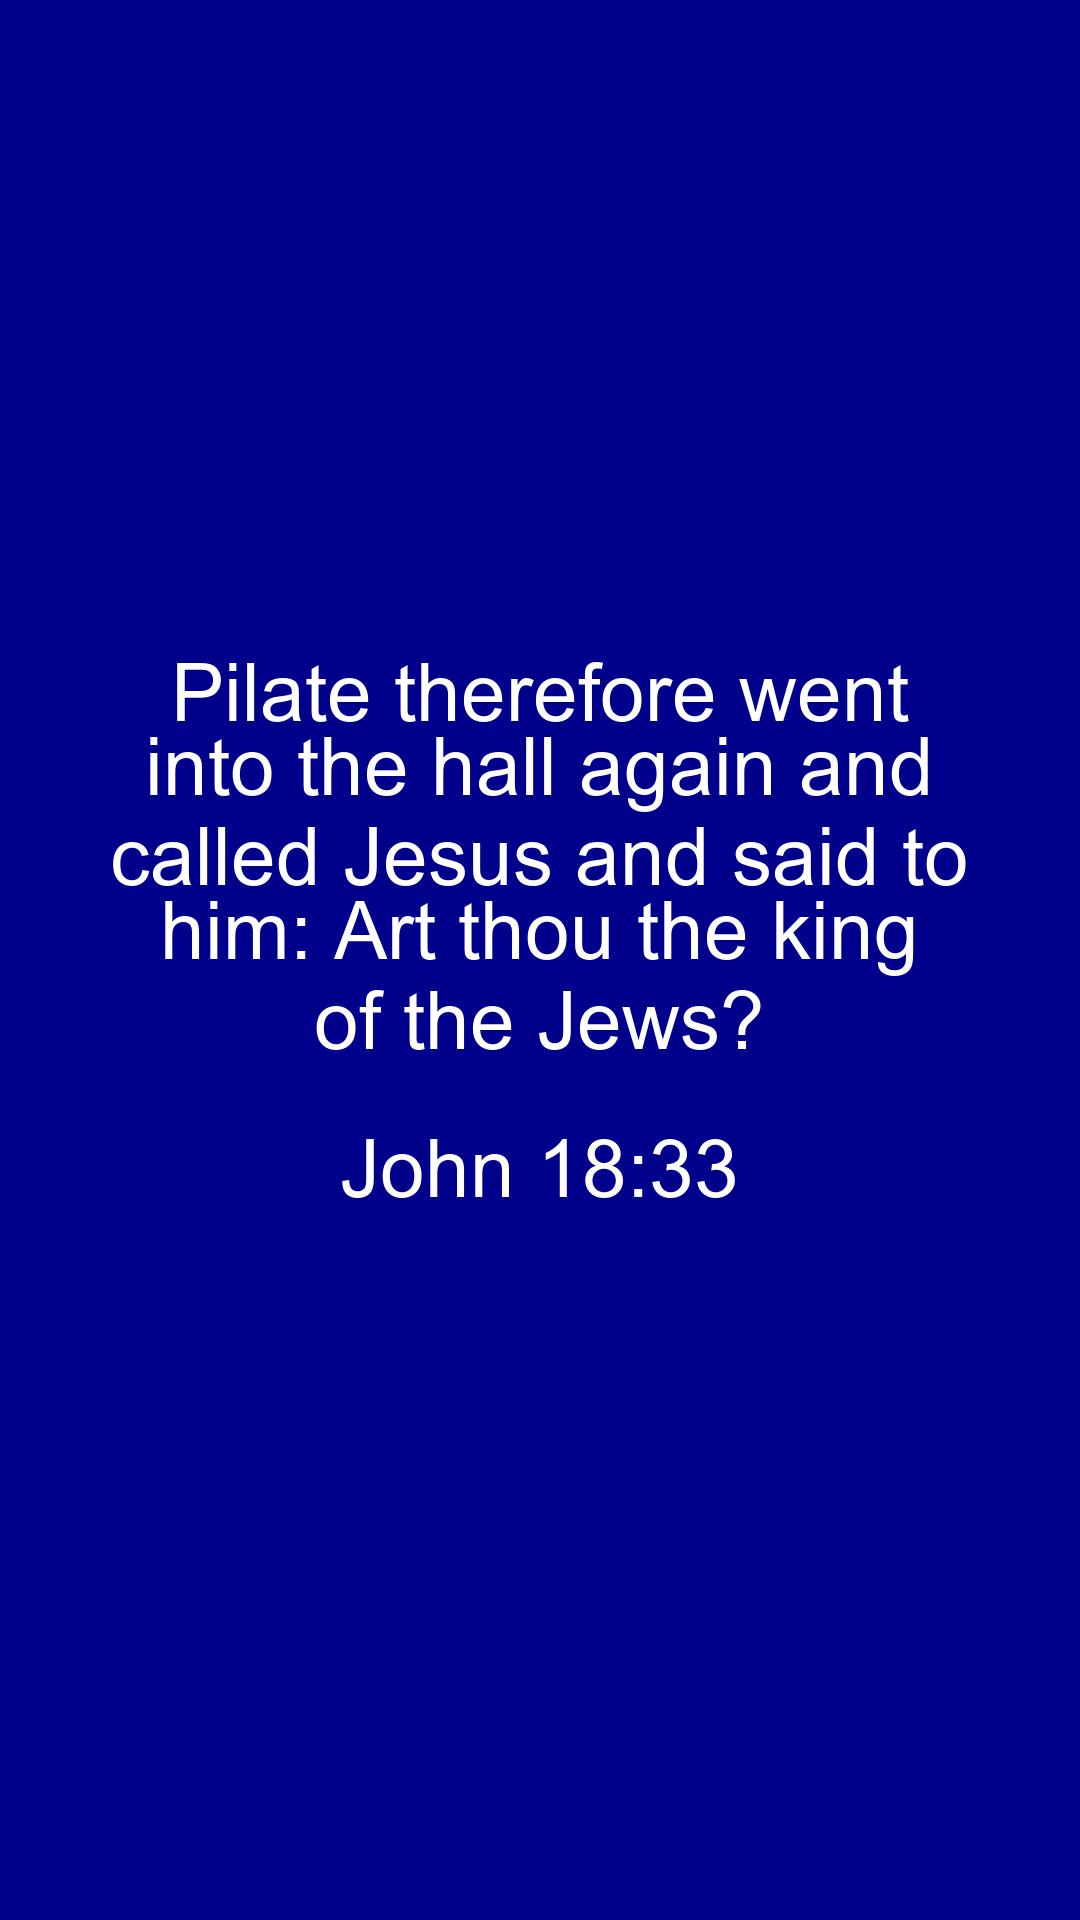 Pilate therefore went
into the hall again and
called Jesus and said to
him: Art thou the king
of the Jews?
John 18:33